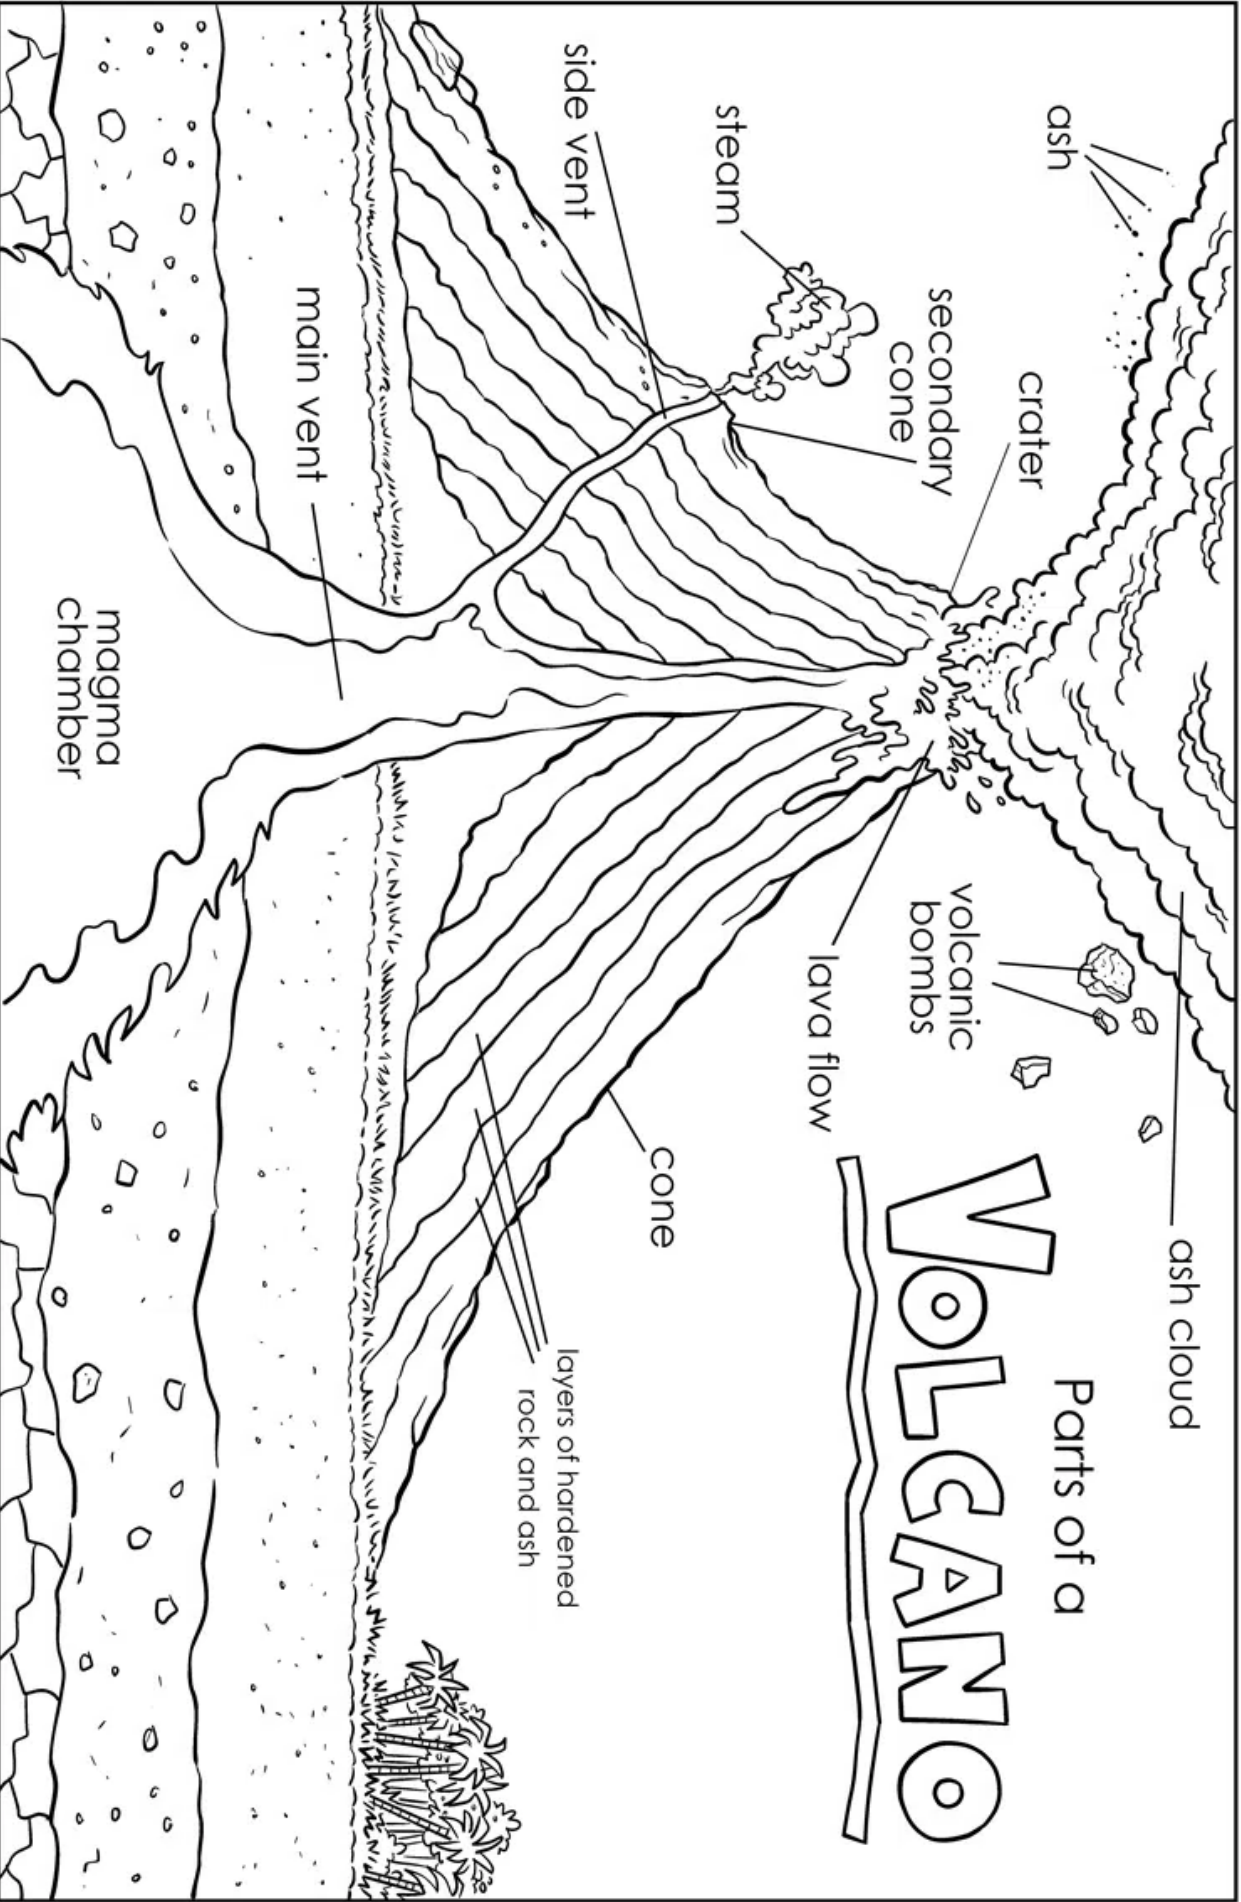 Parts of a
VOLCANO
ash
ash cloud
crater
secondary
cone
volcanic
bombs
steam
lava flow
side vent
cone
layers of hardened
rock and ash
main vent
magma
chamber